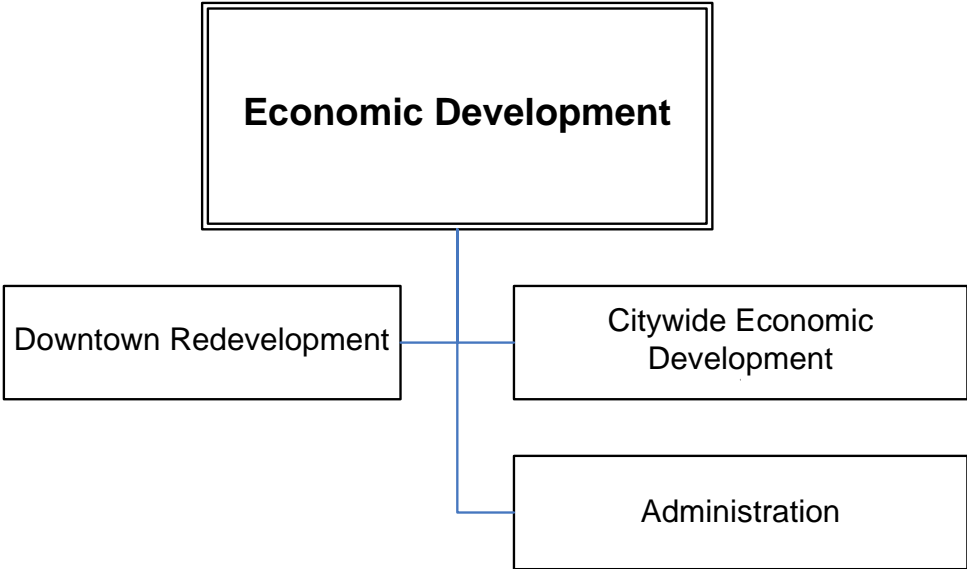 Economic Development
Downtown Redevelopment
Citywide Economic
Development
Administration